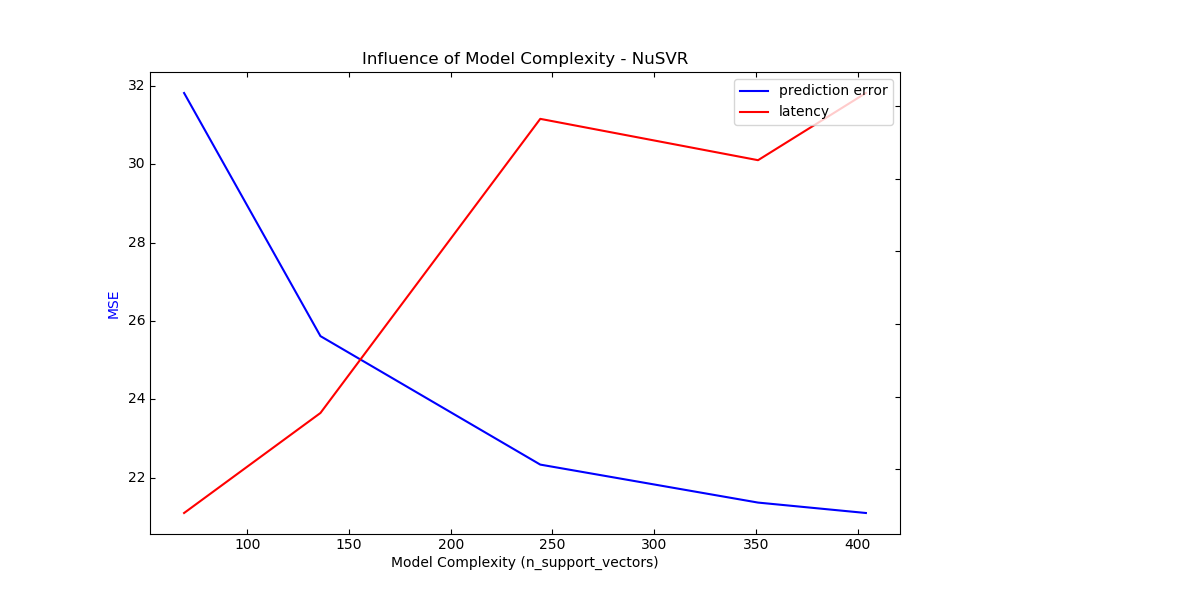 Influence of Model Complexity - NuSVR
prediction error
latency
32
30
28
26
24
22
MSE
100
150
200
250
300
350
400
Model Complexity (n_support_vectors)